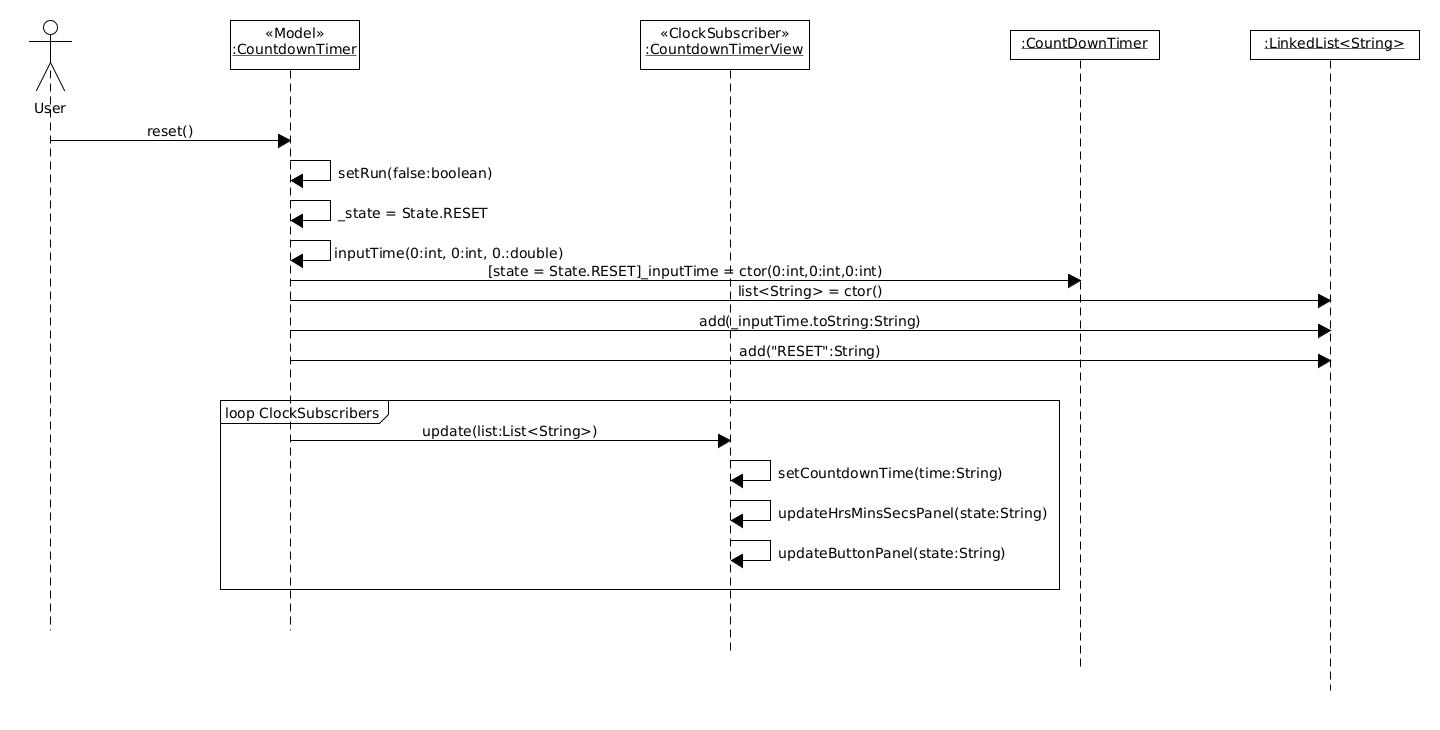 «Model»
:CountdownTimer
«ClockSubscriber»
:CountdownTimerView
:CountDownTimer
:LinkedList<String>
User
reset()
setRun(false:boolean)
_state = State.RESET
inputTime(0:int, 0:int, 0.:double)
[state = State.RESET]_inputTime = ctor(0:int,0:int,0:int)
list<String> = ctor()
add(_inputTime.toString:String)
add("RESET":String)
loop ClockSubscribers
update(list:List<String>)
setCountdownTime(time:String)
updateHrsMinsSecsPanel(state:String)
updateButtonPanel(state:String)